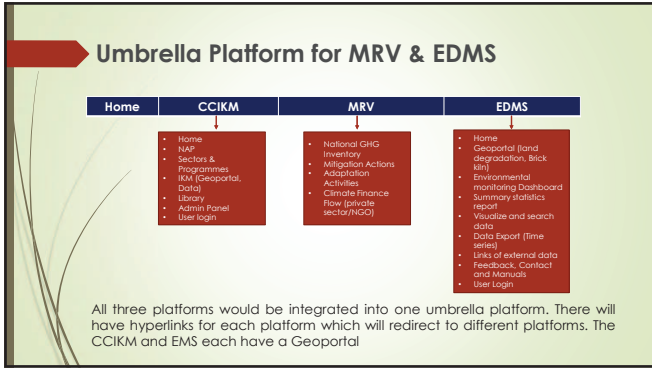 Umbrella Platform for MRV & EDMS
Home CCIKM MRV EDMS
• Home
• NAP
• Sectors &
Programmes
• IKM (Geoportal,
Data)
• Library
• Admin Panel
• User login
• National GHG
Inventory
• Mitigation Actions
• Adaptation
Activities
• Climate Finance
Flow (private
sector/NGO)
• Home
• Geoportal (land
degradation, Brick
kiln)
• Environmental
monitoring Dashboard
• Summary statistics
report
• Visualize and search
data
• Data Export (Time
series)
• Links of external data
• Feedback, Contact
and Manuals
• User Login
All three platforms would be integrated into one umbrella platform. There will
have hyperlinks for each platform which will redirect to different platforms. The
CCIKM and EMS each have a Geoportal